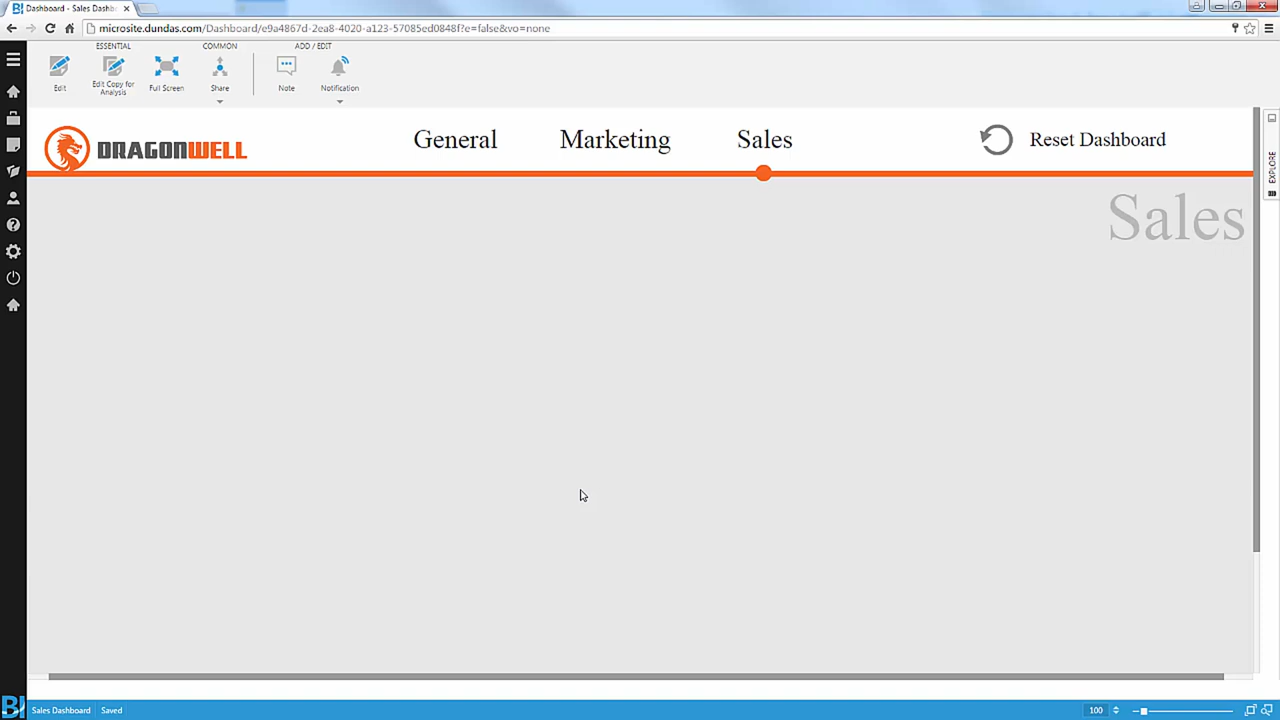 Dashboard - Sales Dashb
microsite.dundas.com/Dashboard/e9a4867d-2ea8-4020-a123-57085ed0848f?e=false&vo=none
ESSENTIAL COMMON ADD / EDIT
Edit
Edit Copy for
Analysis
Full Screen
Share
Note
Notification
DRAGONWELL
General Marketing Sales
Reset Dashboard
EXPLORE
Sales
Sales Dashboard Saved
100